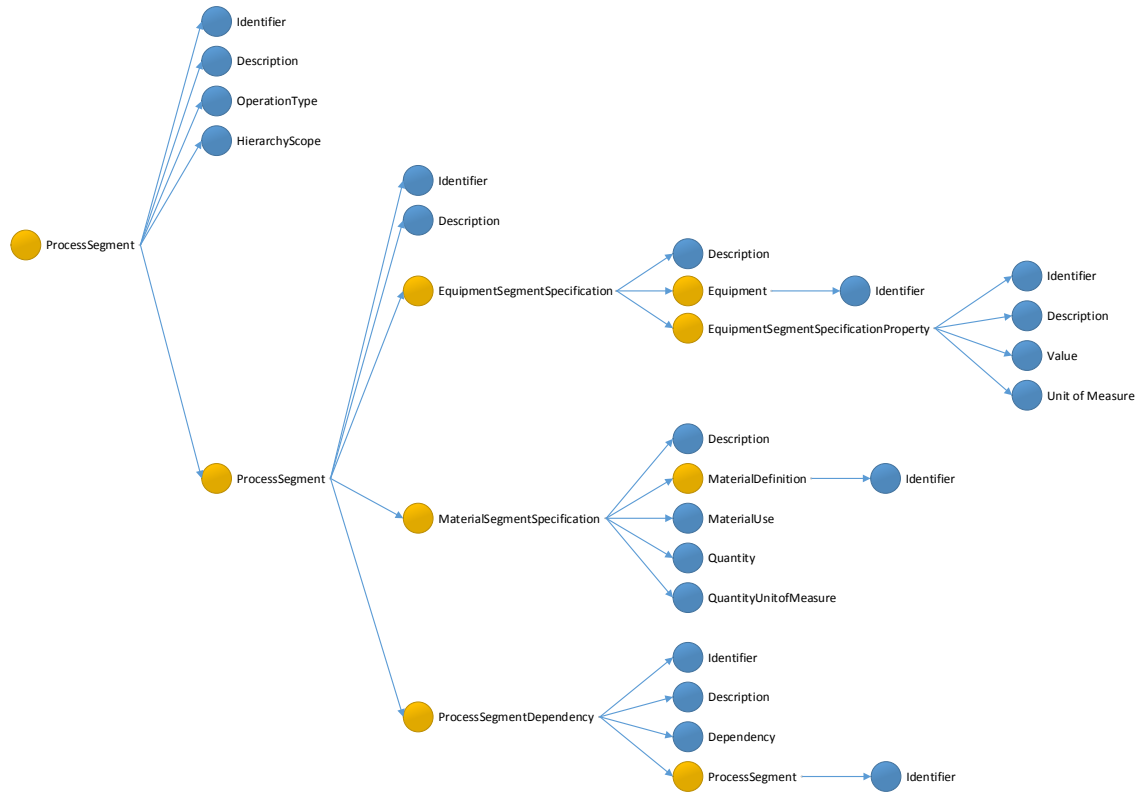 Identifier
Description
OperationType
HierarchyScope
ProcessSegment
ProcessSegment
Identifier
Description
EquipmentSegmentSpecification
Description
Equipment
Identifier
EquipmentSegmentSpecificationProperty
Identifier
Description
Value
Unit of Measure
MaterialSegmentSpecification
Description
MaterialDefinition
Identifier
MaterialUse
Quantity
QuantityUnitofMeasure
ProcessSegmentDependency
Identifier
Description
Dependency
ProcessSegment
Identifier